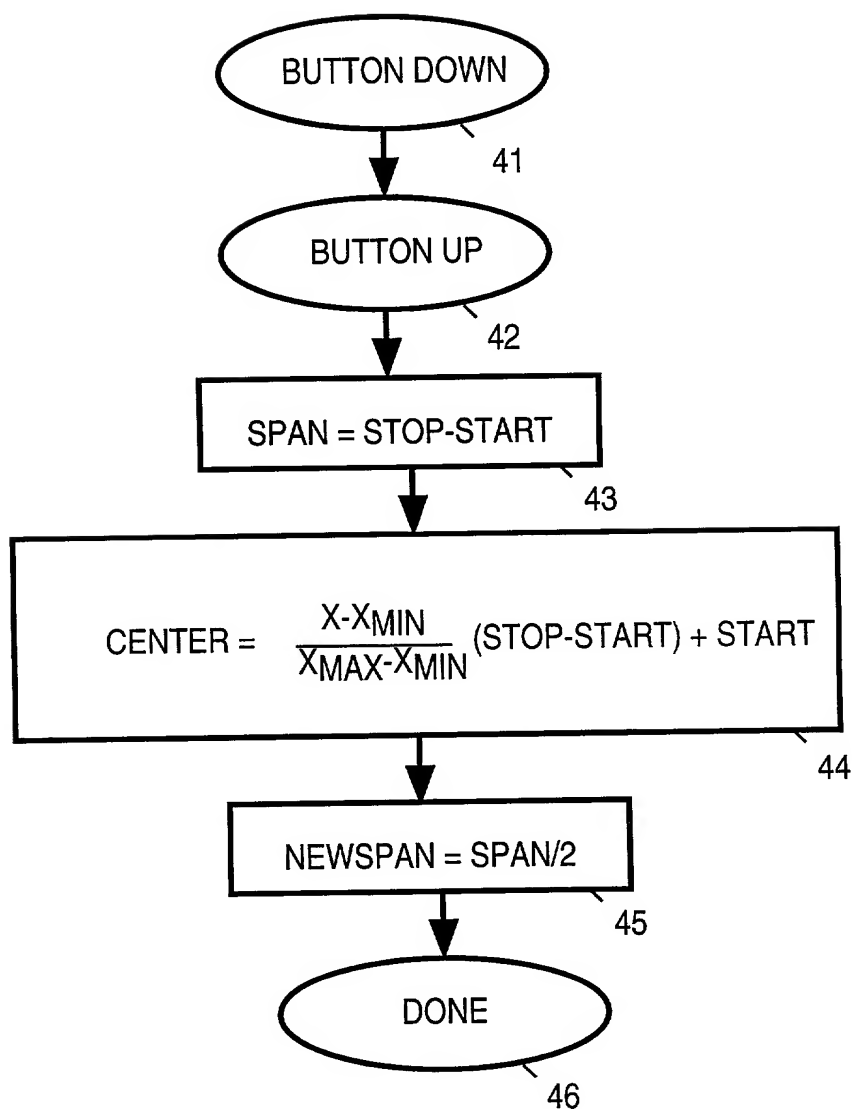 BUTTON DOWN
41
BUTTON UP
42
SPAN = STOP-START
43
X-XMIN
CENTER = (STOP-START) + START
XMAX-XMIN
44
NEWSPAN = SPAN/2
45
DONE
46